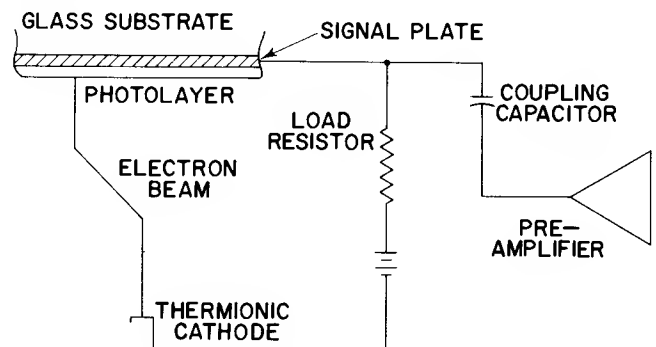 GLASS SUBSTRATE
SIGNAL PLATE
PHOTOLAYER
COUPLING
CAPACITOR
LOAD
RESISTOR
ELECTRON
BEAM
PRE-
AMPLIFIER
THERMIONIC
CATHODE